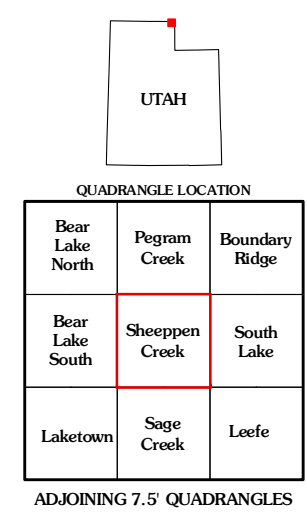 UTAH
QUADRANGLE LOCATION
Bear
Lake
North
Pegram
Creek
Boundary
Ridge
Bear
Lake
South
Sheeppen
Creek
South
Lake
Laketown
Sage
Creek
Leefe
ADJOINING 7.5' QUADRANGLES